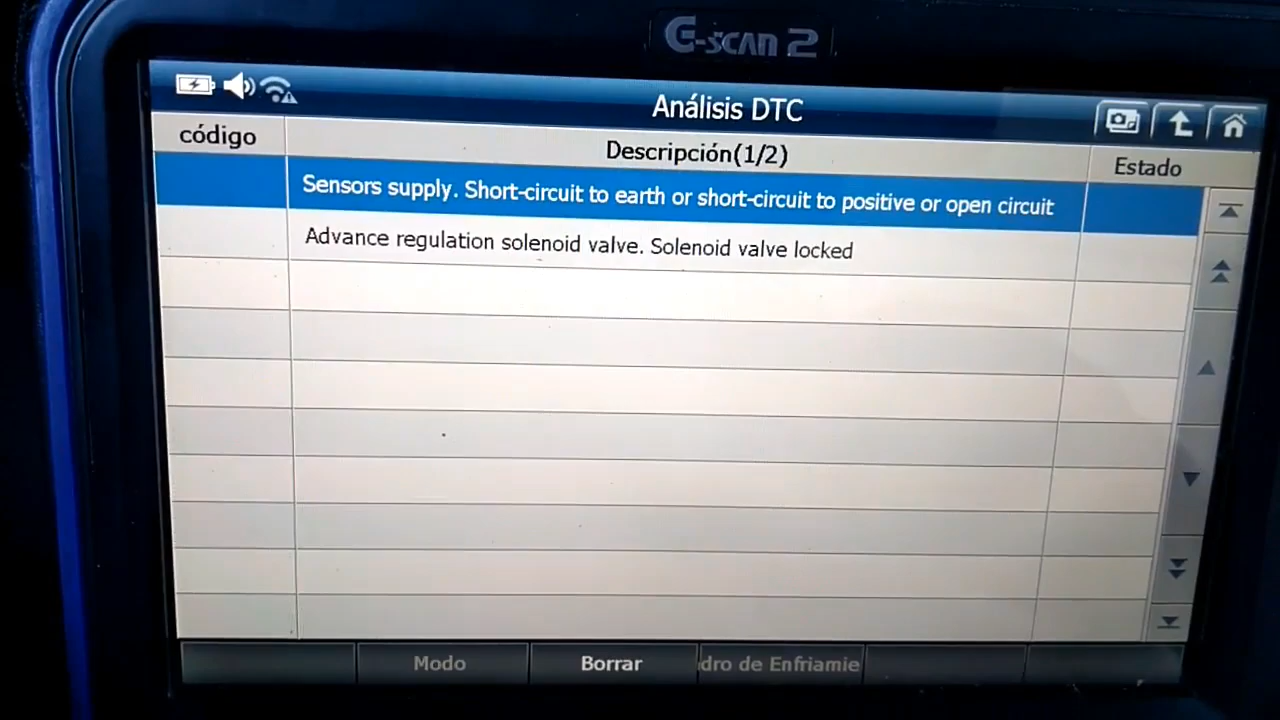 G-SCAN 2
Análisis DTC
código
Descripción(1/2)
Estado
Sensors supply. Short-circuit to earth or short-circuit to positive or open circuit
Advance regulation solenoid valve. Solenoid valve locked
Modo
Borrar
dro de Enfriamie